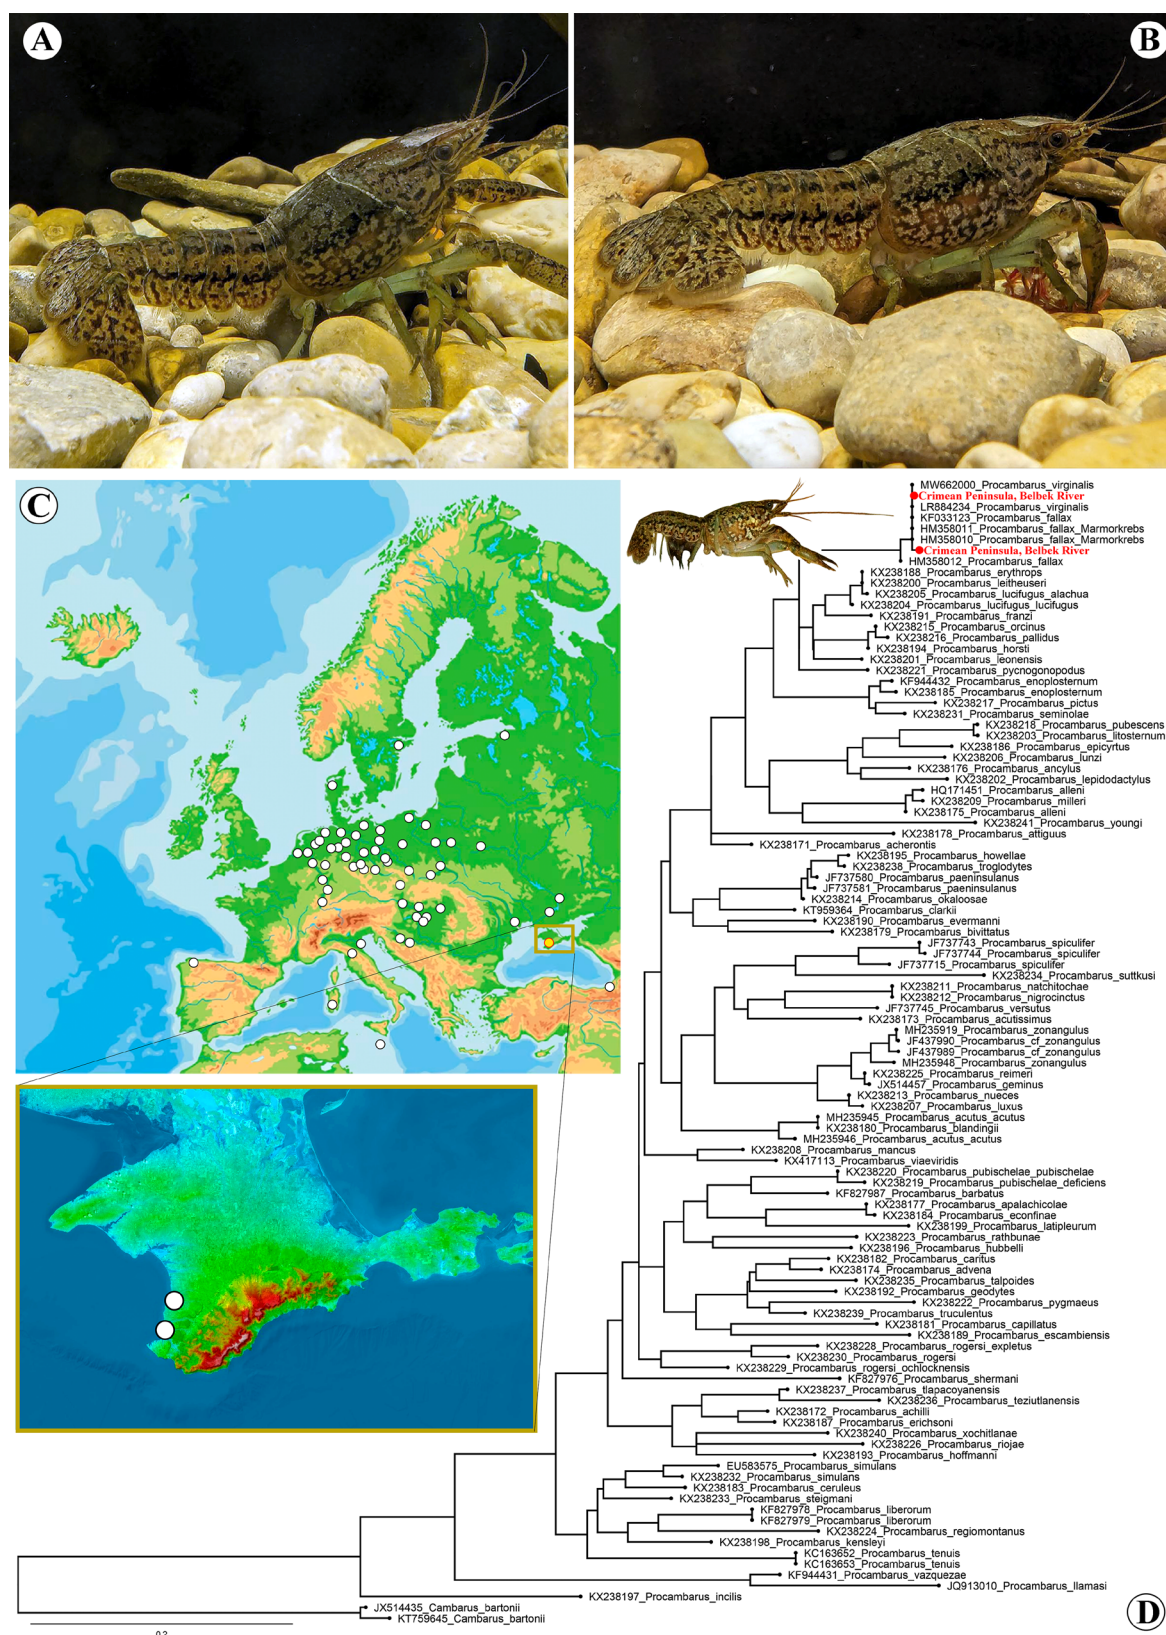 A
B
C
MW662000_Procambarus_virginalis
Crimean Peninsula, Belbek River
LR884234_Procambarus_virginalis
KF033123_Procambarus_fallax
HM358011_Procambarus_fallax_Marmorkrebs
HM358010_Procambarus_fallax_Marmorkrebs
Crimean Peninsula, Belbek River
HM358012_Procambarus_fallax
KX238188_Procambarus_erythrops
KX238200_Procambarus_leitheuseri
KX238205_Procambarus_lucifugus_alachua
KX238204_Procambarus_lucifugus_lucifugus
KX238191_Procambarus_franzi
KX238215_Procambarus_orcinus
KX238216_Procambarus_pallidus
KX238194_Procambarus_horsti
KX238201_Procambarus_leonensis
KX238221_Procambarus_pycnogonopodus
KF944432_Procambarus_enoplosternum
KX238185_Procambarus_enoplosternum
KX238217_Procambarus_pictus
KX238231_Procambarus_seminolae
KX238218_Procambarus_pubescens
KX238203_Procambarus_litosternum
KX238186_Procambarus_epicyrtus
KX238206_Procambarus_lunzi
KX238176_Procambarus_ancylus
KX238202_Procambarus_lepidodactylus
HQ171451_Procambarus_alleni
KX238209_Procambarus_milleri
KX238175_Procambarus_alleni
KX238241_Procambarus_youngi
KX238178_Procambarus_attiguus
KX238171_Procambarus_acherontis
KX238195_Procambarus_howellae
KX238238_Procambarus_troglodytes
JF737580_Procambarus_paeninsulanus
JF737581_Procambarus_paeninsulanus
KX238214_Procambarus_okaloosae
KT959364_Procambarus_clarkii
KX238190_Procambarus_evermanni
KX238179_Procambarus_bivittatus
JF737743_Procambarus_spiculifer
JF737744_Procambarus_spiculifer
JF737715_Procambarus_spiculifer
KX238234_Procambarus_suttkusi
KX238211_Procambarus_natchitochae
KX238212_Procambarus_nigrocinctus
JF737745_Procambarus_versutus
KX238173_Procambarus_acutissimus
MH235919_Procambarus_zonangulus
JF437990_Procambarus_cf_zonangulus
JF437989_Procambarus_cf_zonangulus
MH235948_Procambarus_zonangulus
KX238225_Procambarus_reimeri
JX514457_Procambarus_geminus
KX238213_Procambarus_nueces
KX238207_Procambarus_luxus
MH235945_Procambarus_acutus_acutus
KX238180_Procambarus_blandingii
MH235946_Procambarus_acutus_acutus
KX238208_Procambarus_mancus
KX417113_Procambarus_viaeviridis
KX238220_Procambarus_pubischelae_pubischelae
KX238219_Procambarus_pubischelae_deficiens
KF827987_Procambarus_barbatus
KX238177_Procambarus_apalachicolae
KX238184_Procambarus_econfinae
KX238199_Procambarus_latipleurum
KX238223_Procambarus_rathbunae
KX238196_Procambarus_hubbelli
KX238182_Procambarus_caritus
KX238174_Procambarus_advena
KX238235_Procambarus_talpoides
KX238192_Procambarus_geodytes
KX238222_Procambarus_pygmaeus
KX238239_Procambarus_truculentus
KX238181_Procambarus_capillatus
KX238189_Procambarus_escambiensis
KX238228_Procambarus_rogersi_expletus
KX238230_Procambarus_rogersi
KX238229_Procambarus_rogersi_ochlocknensis
KF827976_Procambarus_shermani
KX238237_Procambarus_tlapacoyanensis
KX238236_Procambarus_teziutlanensis
KX238172_Procambarus_achilli
KX238187_Procambarus_erichsoni
KX238240_Procambarus_xochitlanae
KX238226_Procambarus_riojae
KX238193_Procambarus_hoffmanni
EU583575_Procambarus_simulans
KX238232_Procambarus_simulans
KX238183_Procambarus_ceruleus
KX238233_Procambarus_steigmani
KF827978_Procambarus_liberorum
KF827979_Procambarus_liberorum
KX238224_Procambarus_regiomontanus
KX238198_Procambarus_kensleyi
KC163652_Procambarus_tenuis
KC163653_Procambarus_tenuis
KF944431_Procambarus_vazquezae
JQ913010_Procambarus_llamasi
KX238197_Procambarus_incilis
JX514435_Cambarus_bartonii
KT759645_Cambarus_bartonii
D